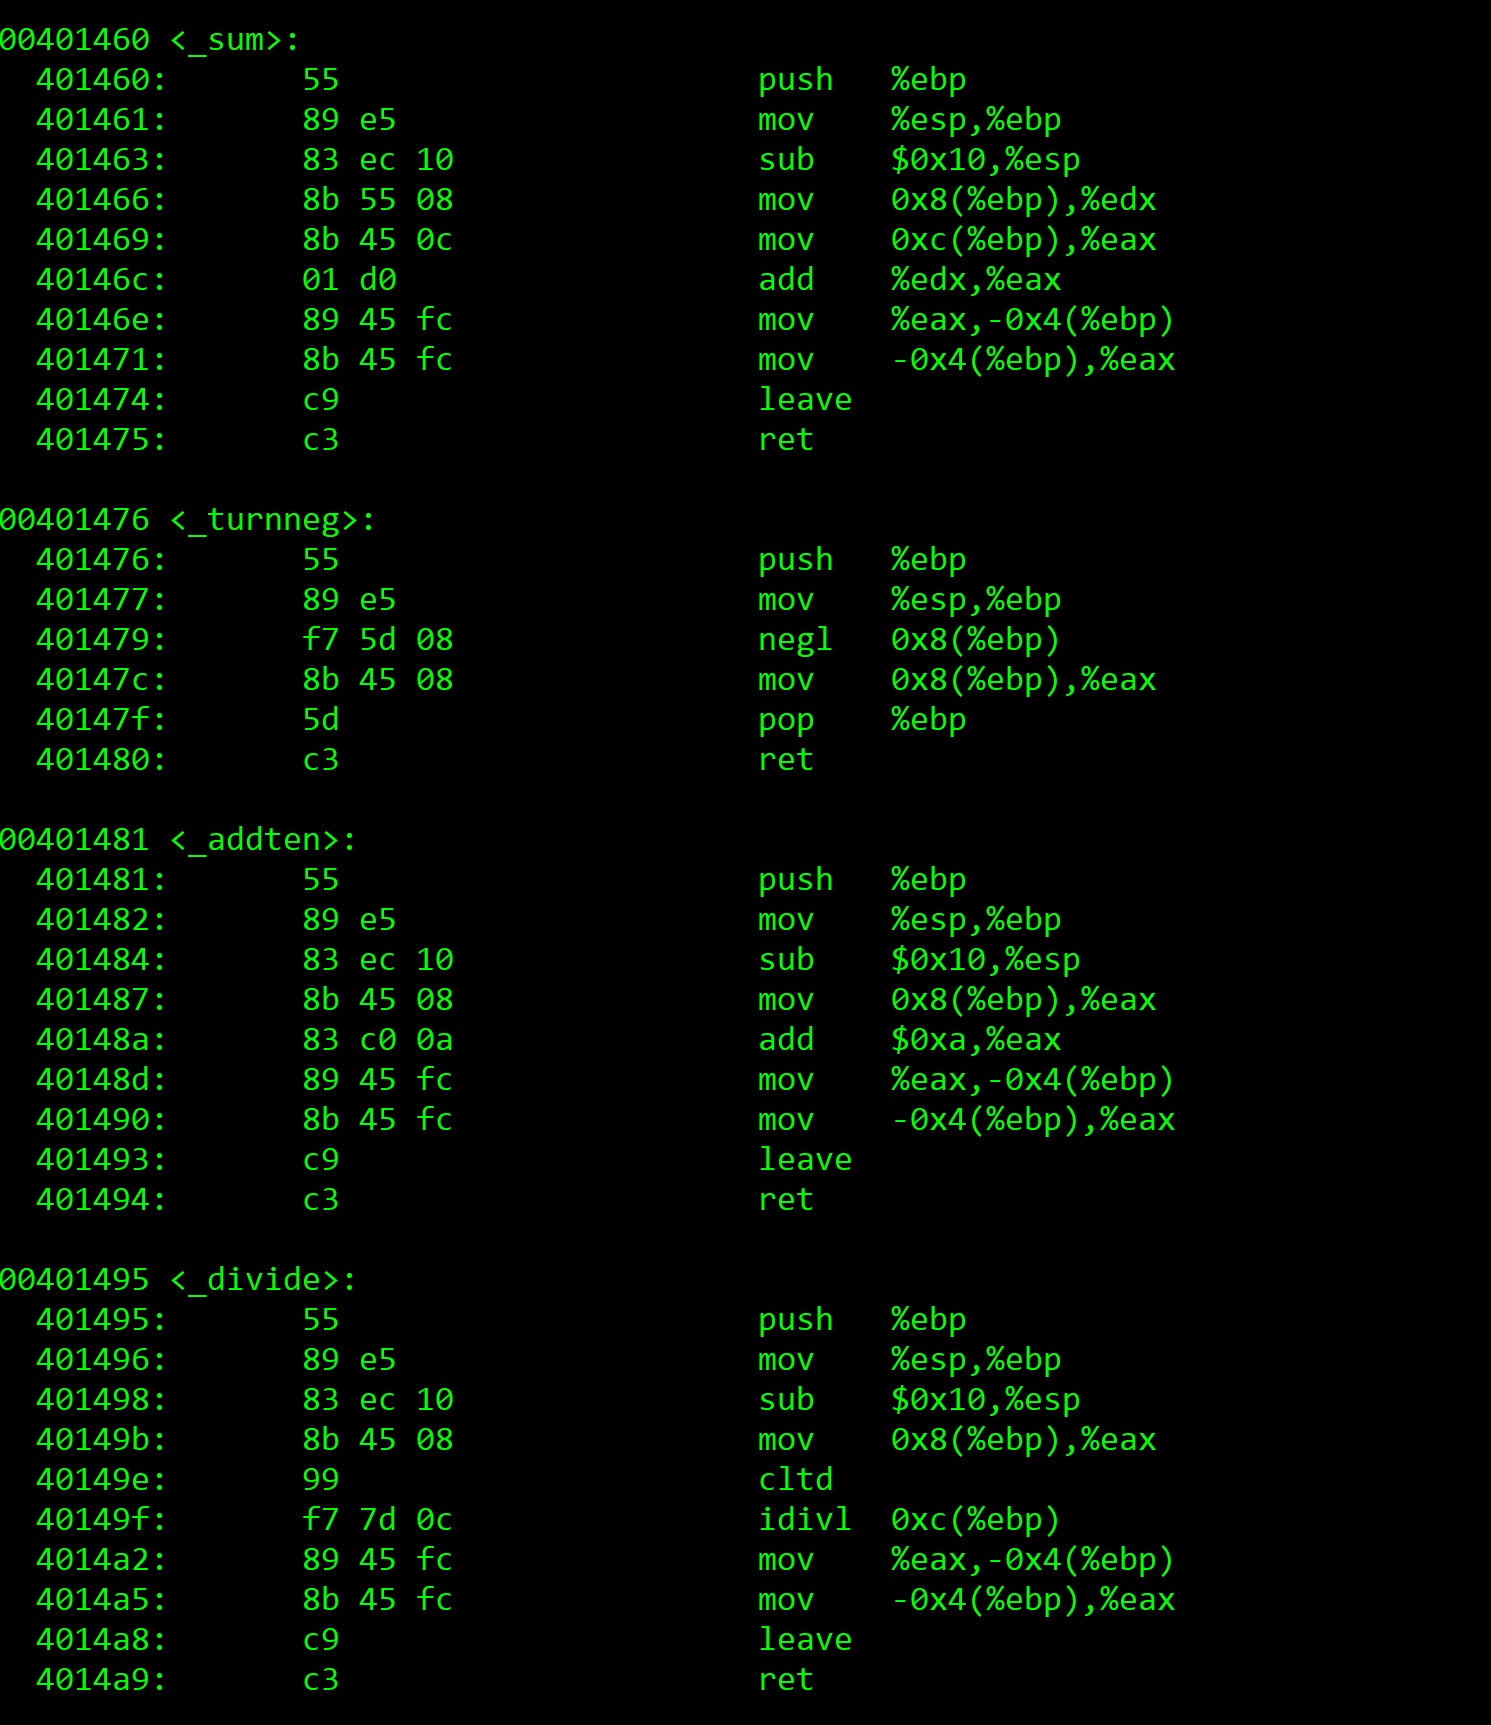 00401460 <_sum>:
  401460:       55                      push   %ebp
  401461:       89 e5                   mov    %esp,%ebp
  401463:       83 ec 10                sub    $0x10,%esp
  401466:       8b 55 08                mov    0x8(%ebp),%edx
  401469:       8b 45 0c                mov    0xc(%ebp),%eax
  40146c:       01 d0                   add    %edx,%eax
  40146e:       89 45 fc                mov    %eax,-0x4(%ebp)
  401471:       8b 45 fc                mov    -0x4(%ebp),%eax
  401474:       c9                      leave
  401475:       c3                      ret

00401476 <_turnneg>:
  401476:       55                      push   %ebp
  401477:       89 e5                   mov    %esp,%ebp
  401479:       f7 5d 08                negl   0x8(%ebp)
  40147c:       8b 45 08                mov    0x8(%ebp),%eax
  40147f:       5d                      pop    %ebp
  401480:       c3                      ret

00401481 <_addten>:
  401481:       55                      push   %ebp
  401482:       89 e5                   mov    %esp,%ebp
  401484:       83 ec 10                sub    $0x10,%esp
  401487:       8b 45 08                mov    0x8(%ebp),%eax
  40148a:       83 c0 0a                add    $0xa,%eax
  40148d:       89 45 fc                mov    %eax,-0x4(%ebp)
  401490:       8b 45 fc                mov    -0x4(%ebp),%eax
  401493:       c9                      leave
  401494:       c3                      ret

00401495 <_divide>:
  401495:       55                      push   %ebp
  401496:       89 e5                   mov    %esp,%ebp
  401498:       83 ec 10                sub    $0x10,%esp
  40149b:       8b 45 08                mov    0x8(%ebp),%eax
  40149e:       99                      cltd
  40149f:       f7 7d 0c                idivl  0xc(%ebp)
  4014a2:       89 45 fc                mov    %eax,-0x4(%ebp)
  4014a5:       8b 45 fc                mov    -0x4(%ebp),%eax
  4014a8:       c9                      leave
  4014a9:       c3                      ret